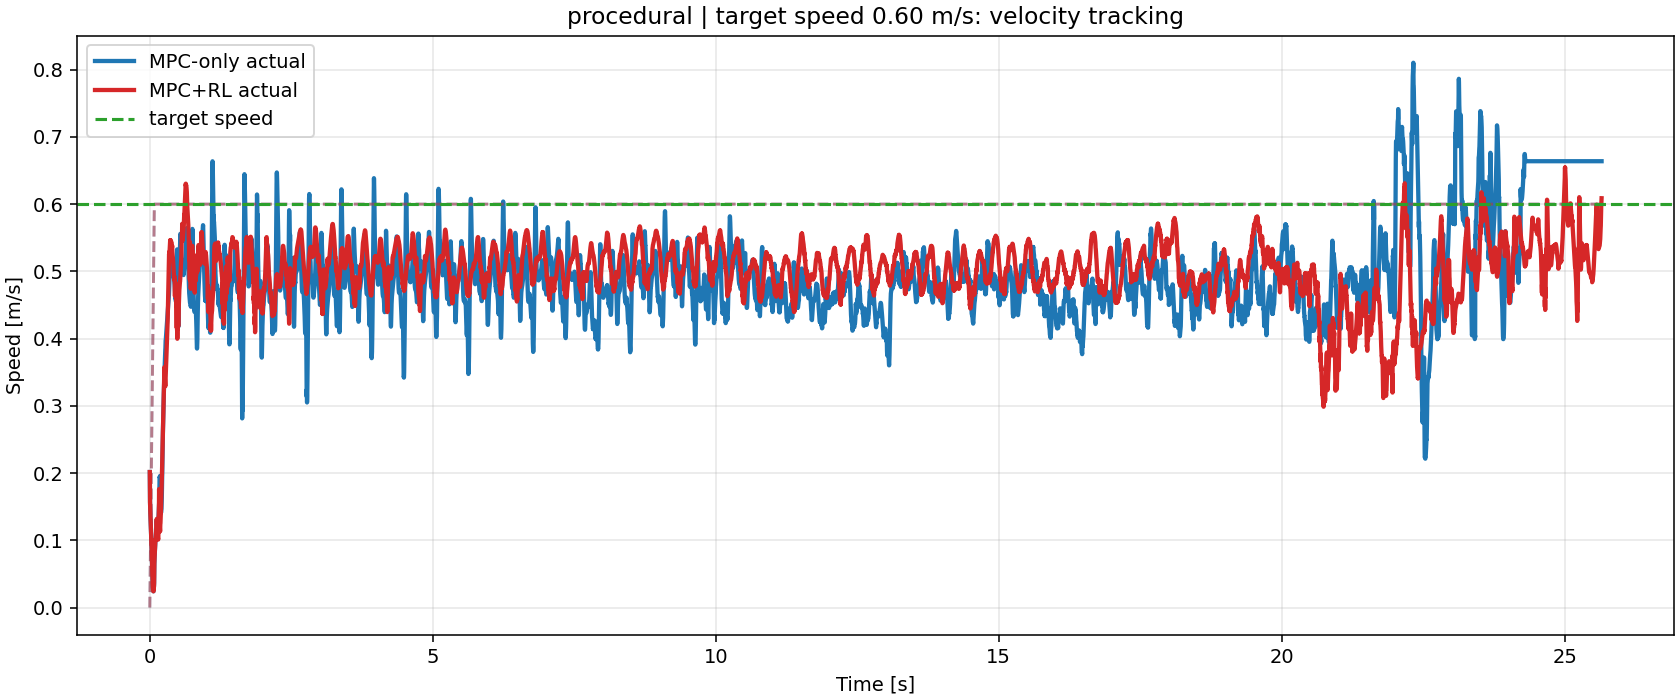 procedural | target speed 0.60 m/s: velocity tracking
MPC-only actual
MPC+RL actual
target speed
Speed [m/s]
0.8
0.7
0.6
0.5
0.4
0.3
0.2
0.1
0.0
0 5 10 15 20 25
Time [s]